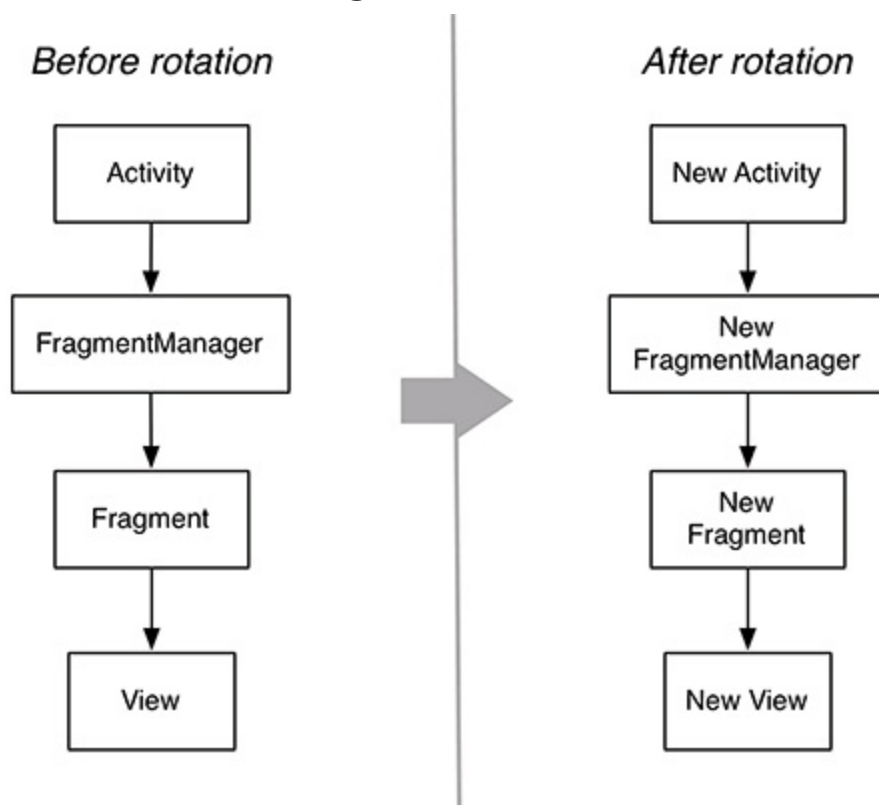 Before rotation
Activity
FragmentManager
Fragment
View
After rotation
New Activity
New
FragmentManager
New
Fragment
New View